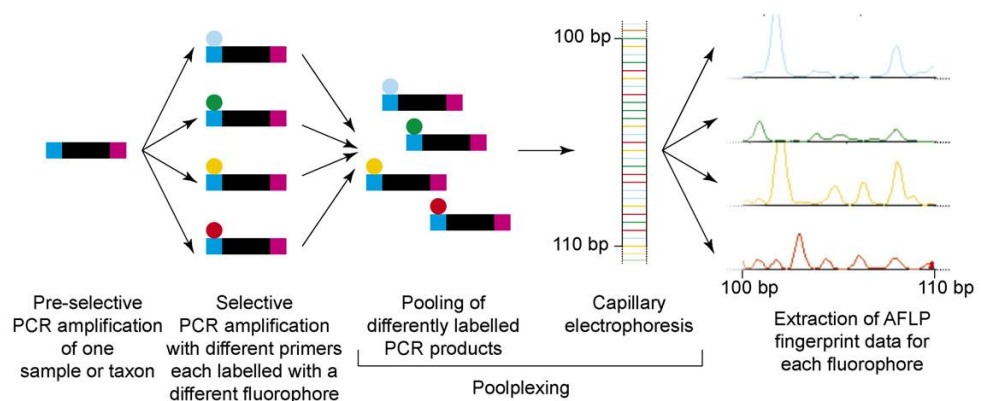 100 bp
110 bp
100 bp
110 bp
Pre-selective
PCR amplification
of one
sample or taxon
Selective
PCR amplification
with different primers
each labelled with a
different fluorophore
Pooling of
differently labelled
PCR products
Capillary
electrophoresis
Extraction of AFLP
fingerprint data for
each fluorophore
Poolplexing